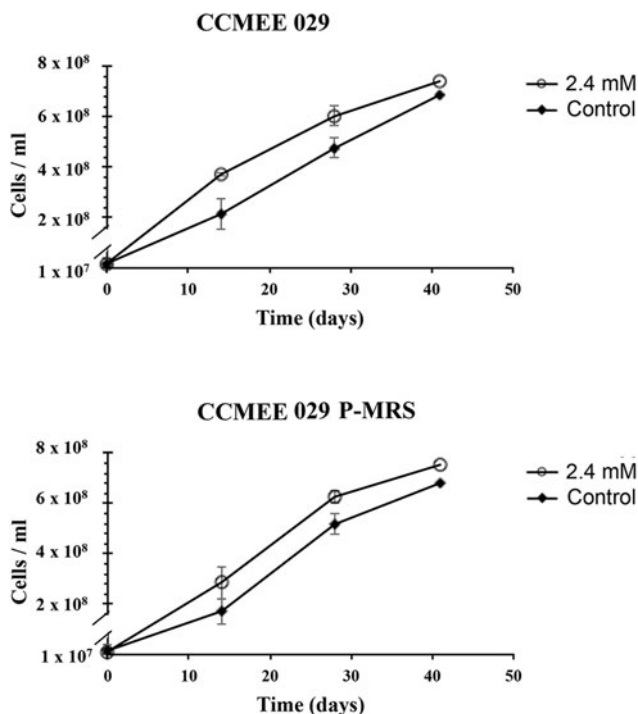 CCMEE 029
8 x 10⁸
6 x 10⁸
4 x 10⁸
2 x 10⁸
1 x 10⁷
Cells / ml
0 10 20 30 40 50
Time (days)
2.4 mM
Control
CCMEE 029 P-MRS
8 x 10⁸
6 x 10⁸
4 x 10⁸
2 x 10⁸
1 x 10⁷
Cells / ml
0 10 20 30 40 50
Time (days)
2.4 mM
Control